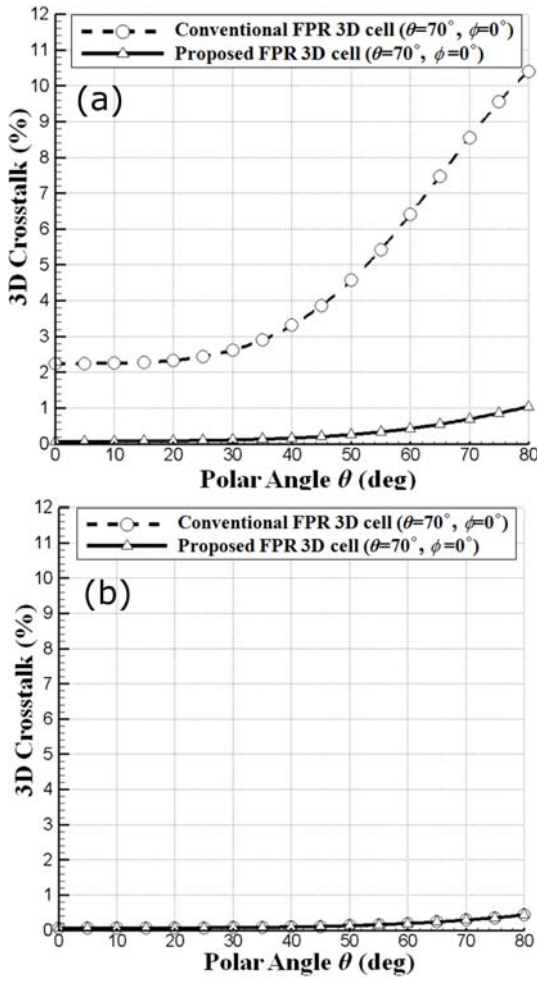 12
11
10
9
8
7
6
5
4
3
2
1
0
3D Crosstalk (%)
Conventional FPR 3D cell (θ=70°, ϕ=0°)
Proposed FPR 3D cell (θ=70°, ϕ=0°)
(a)
0 10 20 30 40 50 60 70 80
Polar Angle θ (deg)
12
11
10
9
8
7
6
5
4
3
2
1
0
3D Crosstalk (%)
Conventional FPR 3D cell (θ=70°, ϕ=0°)
Proposed FPR 3D cell (θ=70°, ϕ=0°)
(b)
0 10 20 30 40 50 60 70 80
Polar Angle θ (deg)